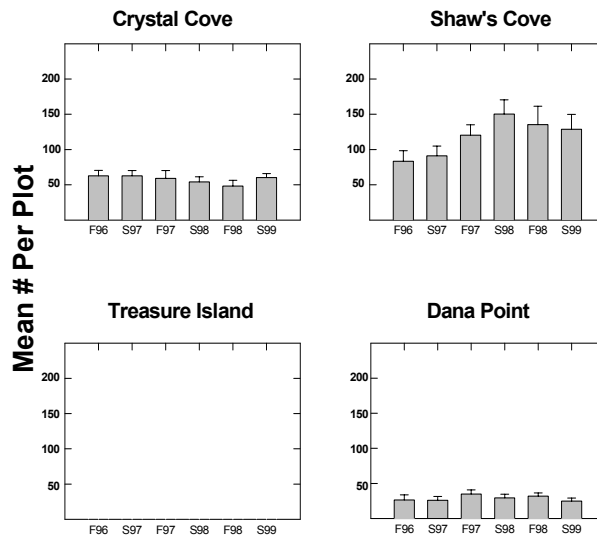 Crystal Cove
Shaw's Cove
Mean # Per Plot
200
150
100
50
F96 S97 F97 S98 F98 S99
200
150
100
50
F96 S97 F97 S98 F98 S99
Treasure Island
Dana Point
200
150
100
50
F96 S97 F97 S98 F98 S99
200
150
100
50
F96 S97 F97 S98 F98 S99